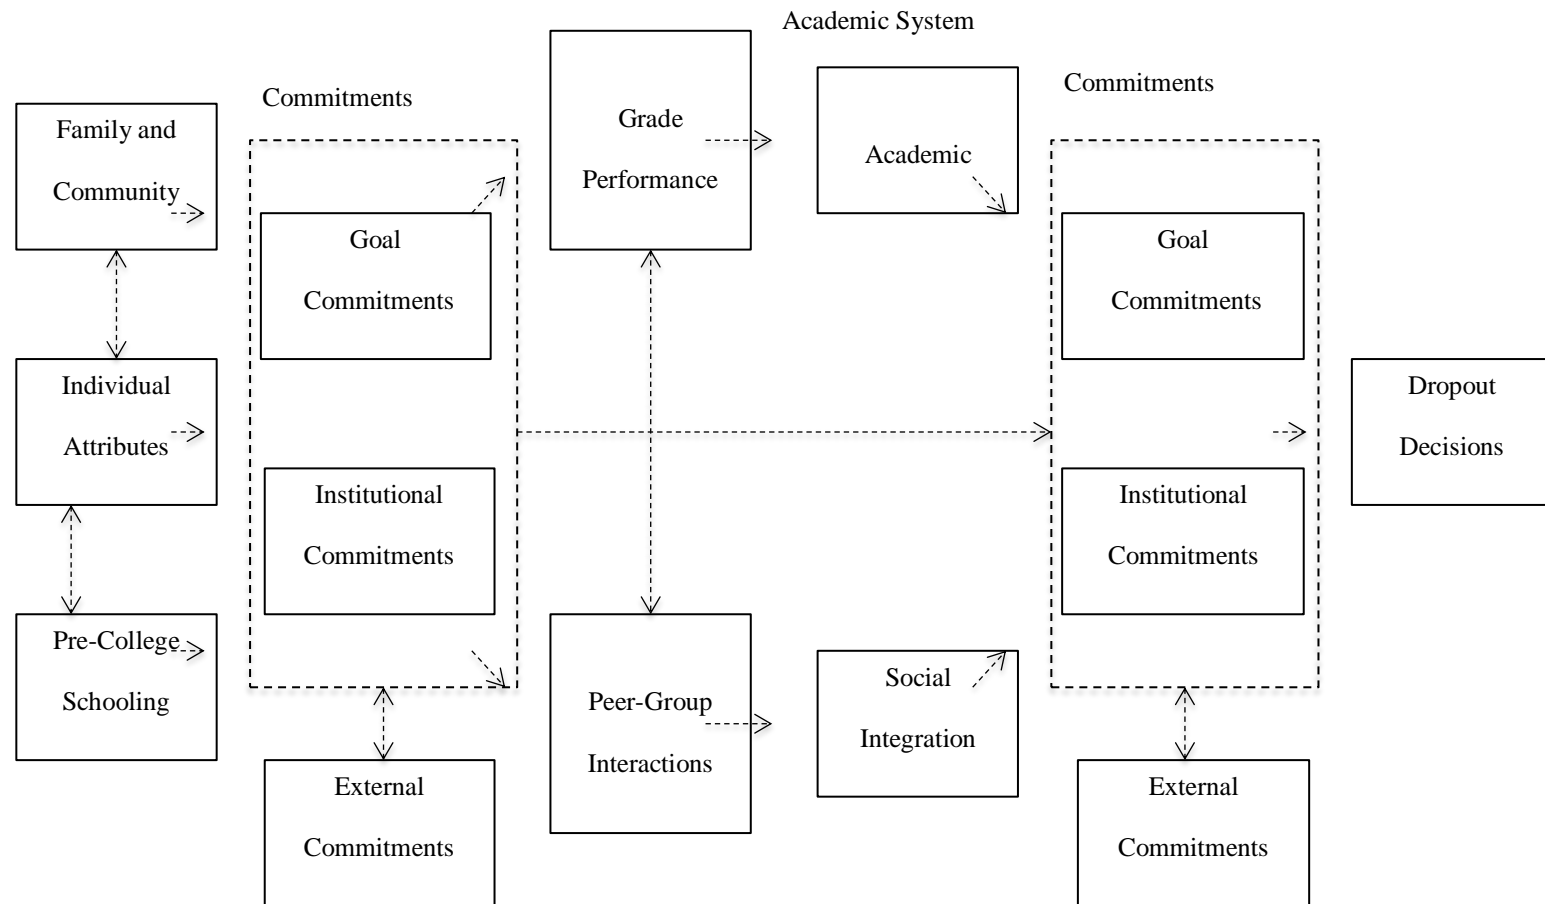 Academic System
Commitments
Commitments
Family and
Community
Individual
Attributes
Pre-College
Schooling
Goal
Commitments
Institutional
Commitments
External
Commitments
Grade
Performance
Peer-Group
Interactions
Academic
Social
Integration
Goal
Commitments
Institutional
Commitments
External
Commitments
Dropout
Decisions